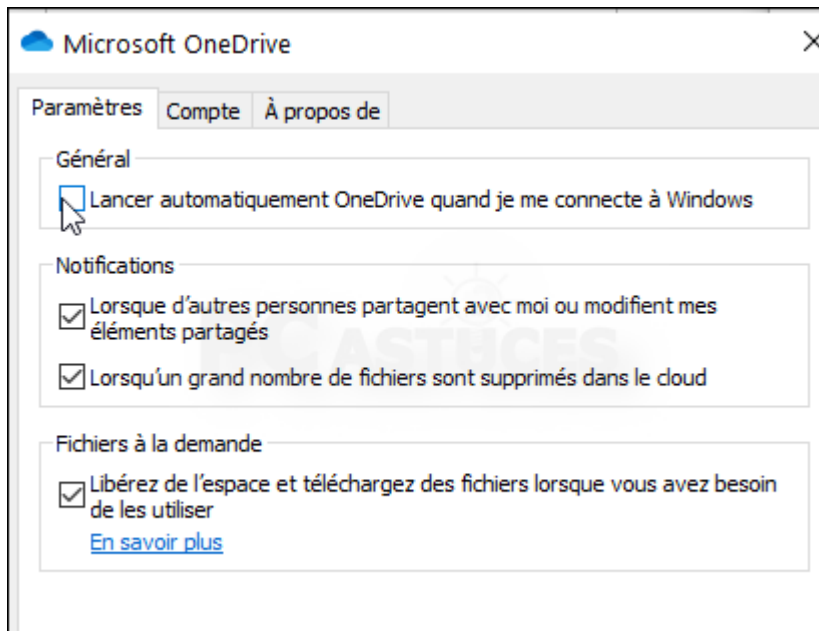 Microsoft OneDrive
Paramètres
Compte
À propos de
Général
Lancer automatiquement OneDrive quand je me connecte à Windows
Notifications
Lorsque d'autres personnes partagent avec moi ou modifient mes
éléments partagés
PC ASTUCES
Lorsqu'un grand nombre de fichiers sont supprimés dans le cloud
Fichiers à la demande
Libérez de l'espace et téléchargez des fichiers lorsque vous avez besoin
de les utiliser
En savoir plus